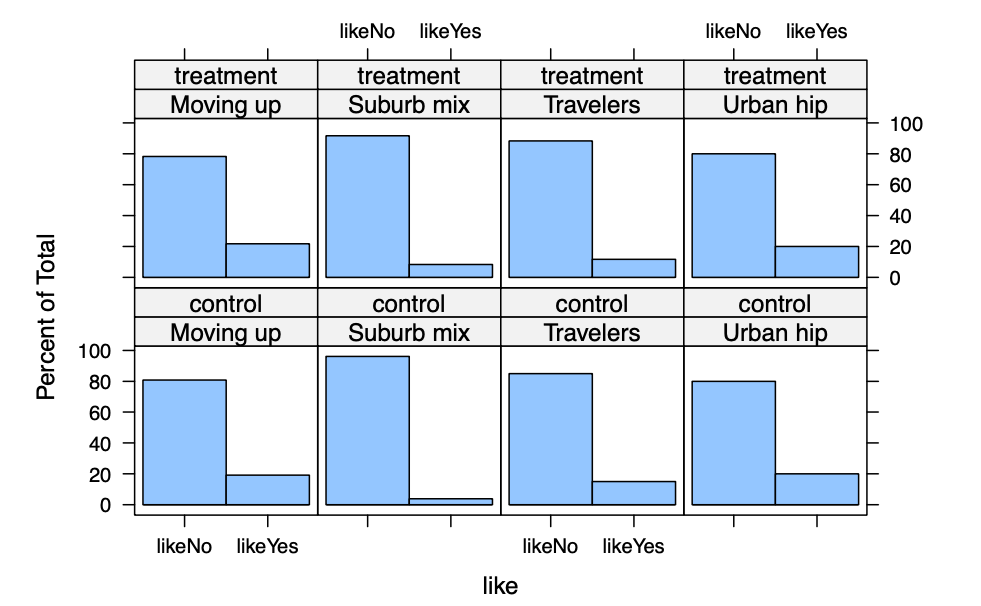 likeNo likeYes likeNo likeYes
treatment treatment treatment treatment
Moving up Suburb mix Travelers Urban hip
100
80
60
40
20
0
Percent of Total
control control control control
Moving up Suburb mix Travelers Urban hip
100
80
60
40
20
0
likeNo likeYes likeNo likeYes
like